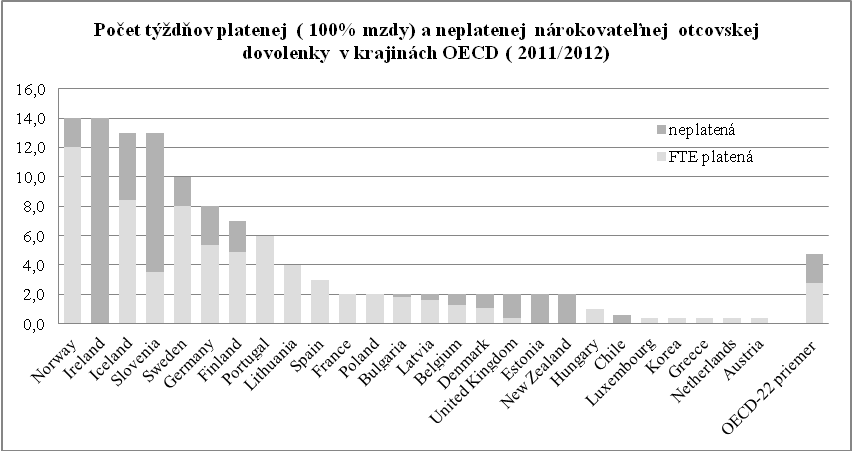 Počet týždňov platenej ( 100% mzdy) a neplatenej nárokovateľnej otcovskej
dovolenky v krajinách OECD ( 2011/2012)
16,0
14,0
12,0
10,0
8,0
6,0
4,0
2,0
0,0
neplatená
FTE platená
Norway
Ireland
Iceland
Slovenia
Sweden
Germany
Finland
Portugal
Lithuania
Spain
France
Poland
Bulgaria
Latvia
Belgium
Denmark
United Kingdom
Estonia
New Zealand
Hungary
Chile
Luxembourg
Korea
Greece
Netherlands
Austria
OECD-22 priemer